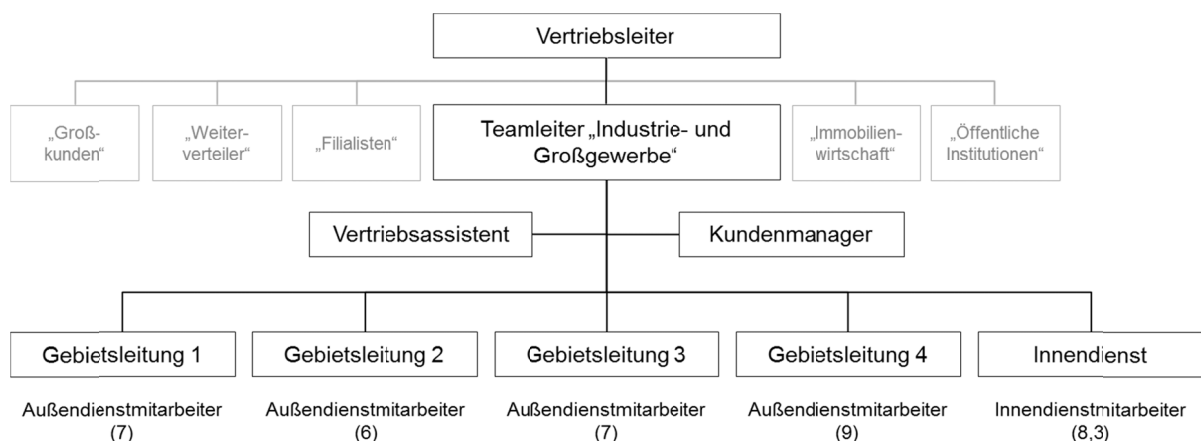 Vertriebsleiter
„Groß-
kunden“
„Weiter-
verteiler“
„Filialisten“
Teamleiter „Industrie- und
Großgewerbe“
„Immobilien-
wirtschaft“
„Öffentliche
Institutionen“
Vertriebsassistent
Kundenmanager
Gebietsleitung 1
Gebietsleitung 2
Gebietsleitung 3
Gebietsleitung 4
Innendienst
Außendienstmitarbeiter
(7)
Außendienstmitarbeiter
(6)
Außendienstmitarbeiter
(7)
Außendienstmitarbeiter
(9)
Innendienstmitarbeiter
(8,3)